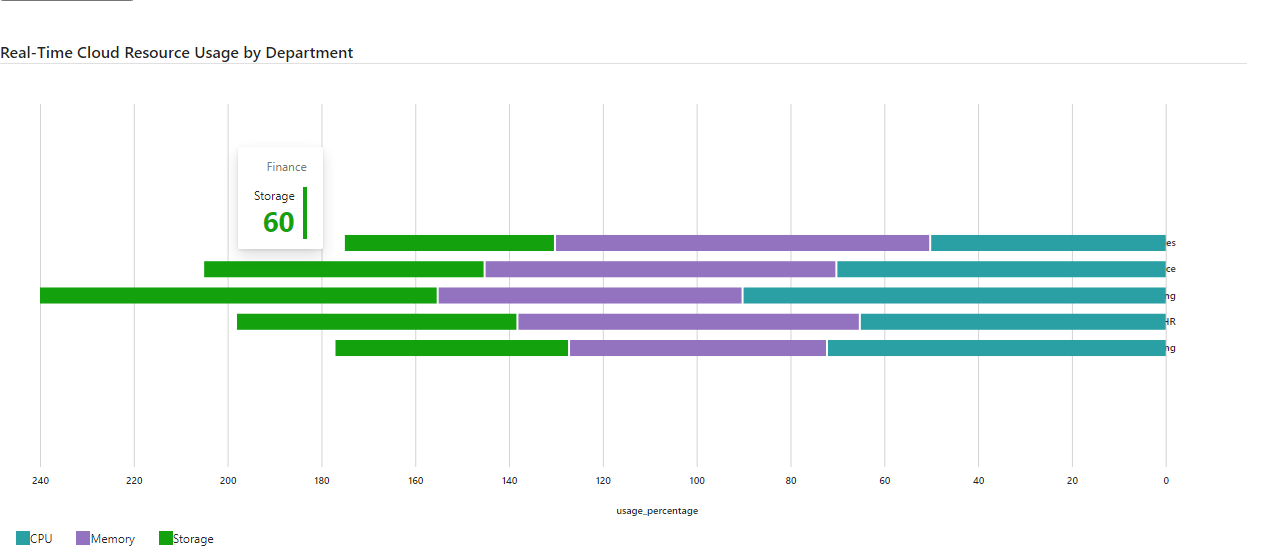 Real-Time Cloud Resource Usage by Department
Finance
Storage
60
es
ce
ng
HR
ng
240 220 200 180 160 140 120 100 80 60 40 20 0
usage_percentage
CPU Memory Storage